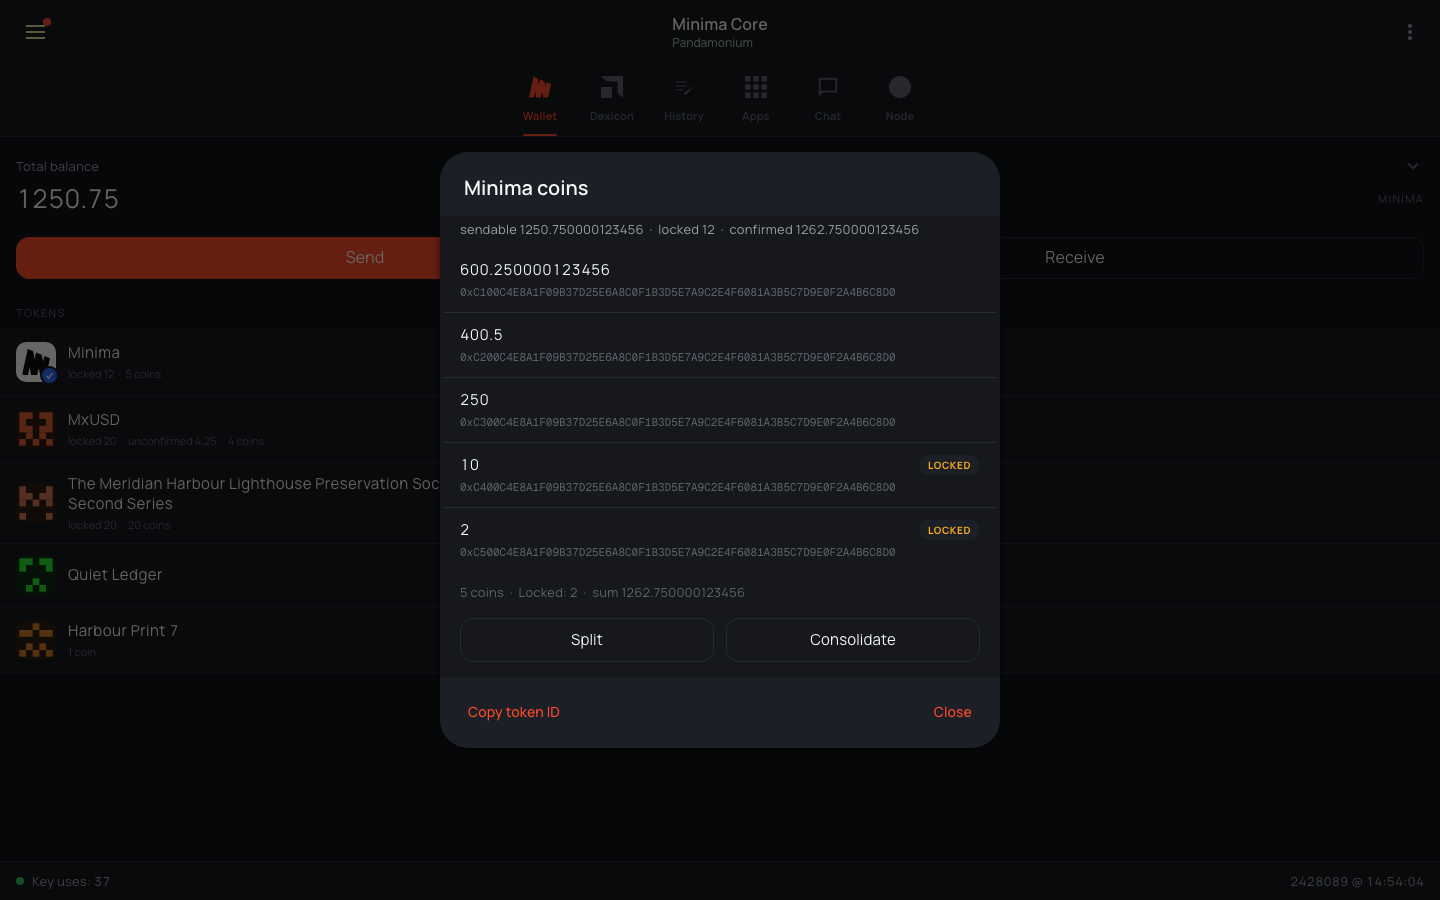 Minima Core
Pandamonium
Wallet
Dexicon
History
Apps
Chat
Node
Total balance
1250.75
MINIMA
Send
Receive
TOKENS
Minima
locked 12 · 5 coins
MxUSD
locked 20 · unconfirmed 4.25 · 4 coins
The Meridian Harbour Lighthouse Preservation Soc
Second Series
locked 20 · 20 coins
Quiet Ledger
Harbour Print 7
1 coin
Minima coins
sendable 1250.750000123456 · locked 12 · confirmed 1262.750000123456
600.250000123456
0xC100C4E8A1F09B37D25E6A8C0F1B3D5E7A9C2E4F6081A3B5C7D9E0F2A4B6C8D0
400.5
0xC200C4E8A1F09B37D25E6A8C0F1B3D5E7A9C2E4F6081A3B5C7D9E0F2A4B6C8D0
250
0xC300C4E8A1F09B37D25E6A8C0F1B3D5E7A9C2E4F6081A3B5C7D9E0F2A4B6C8D0
10
LOCKED
0xC400C4E8A1F09B37D25E6A8C0F1B3D5E7A9C2E4F6081A3B5C7D9E0F2A4B6C8D0
2
LOCKED
0xC500C4E8A1F09B37D25E6A8C0F1B3D5E7A9C2E4F6081A3B5C7D9E0F2A4B6C8D0
5 coins · Locked: 2 · sum 1262.750000123456
Split
Consolidate
Copy token ID
Close
Key uses: 37
2428089 @ 14:54:04